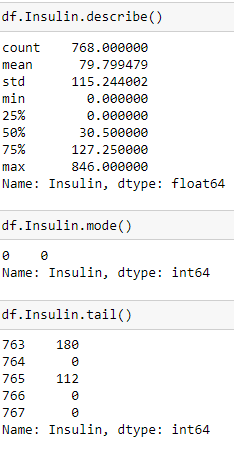 df.Insulin.describe()
count    768.000000
mean      79.799479
std      115.244002
min        0.000000
25%        0.000000
50%       30.500000
75%      127.250000
max      846.000000
Name: Insulin, dtype: float64
df.Insulin.mode()
0    0
Name: Insulin, dtype: int64
df.Insulin.tail()
763    180
764      0
765    112
766      0
767      0
Name: Insulin, dtype: int64